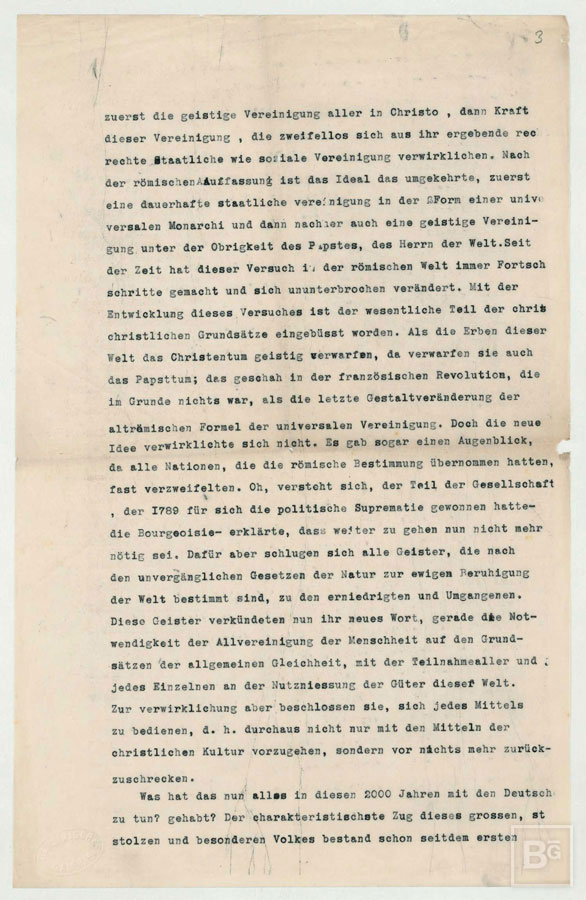 3
zuerst die geistige Vereinigung aller in Christo , dann Kraft
dieser Vereinigung , die zweifellos sich aus ihr ergebende rec
rechte Staatliche wie soziale Vereinigung verwirklichen. Nach
der römischen Auffassung ist das Ideal das umgekehrte, zuerst
eine dauerhafte staatliche vereinigung in der Form einer unive
versalen Monarchi und dann nachher auch eine geistige Vereini-
gung unter der Obrigkeit des Papstes, des Herrn der Welt.Seit
der Zeit hat dieser Versuch in der römischen Welt immer Fortsch
schritte gemacht und sich ununterbrochen verändert. Mit der
Entwicklung dieses Versuches ist der wesentliche Teil der chris
christlichen Grundsätze eingebüsst worden. Als die Erben dieser
Welt das Christentum geistig verwarfen, da verwarfen sie auch
das Papsttum; das geschah in der französischen Revolution, die
im Grunde nichts war, als die letzte Gestaltveränderung der
altrömischen Formel der universalen Vereinigung. Doch die neue
Idee verwirklichte sich nicht. Es gab sogar einen Augenblick,
da alle Nationen, die die römische Bestimmung übernommen hatten,
fast verzweifelten. Oh, versteht sich, der Teil der Gesellschaft
, der I789 für sich die politische Suprematie gewonnen hatte-
die Bourgeoisie- erklärte, dass weiter zu gehen nun nicht mehr
nötig sei. Dafür aber schlugen sich alle Geister, die nach
den unvergänglichen Gesetzen der Natur zur ewigen Beruhigung
der Welt bestimmt sind, zu den erniedrigten und Umgangenen.
Diese Geister verkündeten nun ihr neues Wort, gerade die Not-
wendigkeit der Allvereinigung der Menschheit auf den Grund-
sätzen der allgemeinen Gleichheit, mit der Teilnahmealler und
jedes Einzelnen an der Nutzniessung der Güter dieser Welt.
Zur verwirklichung aber beschlossen sie, sich jedes Mittels
zu bedienen, d. h. durchaus nicht nur mit den Mitteln der
christlichen Kultur vorzugehen, sondern vor nichts mehr zurück-
zuschrecken.
Was hat das nun alles in diesen 2000 Jahren mit den Deutsch
zu tun? gehabt? Der charakteristischste Zug dieses grossen, st
stolzen und besonderen Volkes bestand schon seitdem ersten
BG